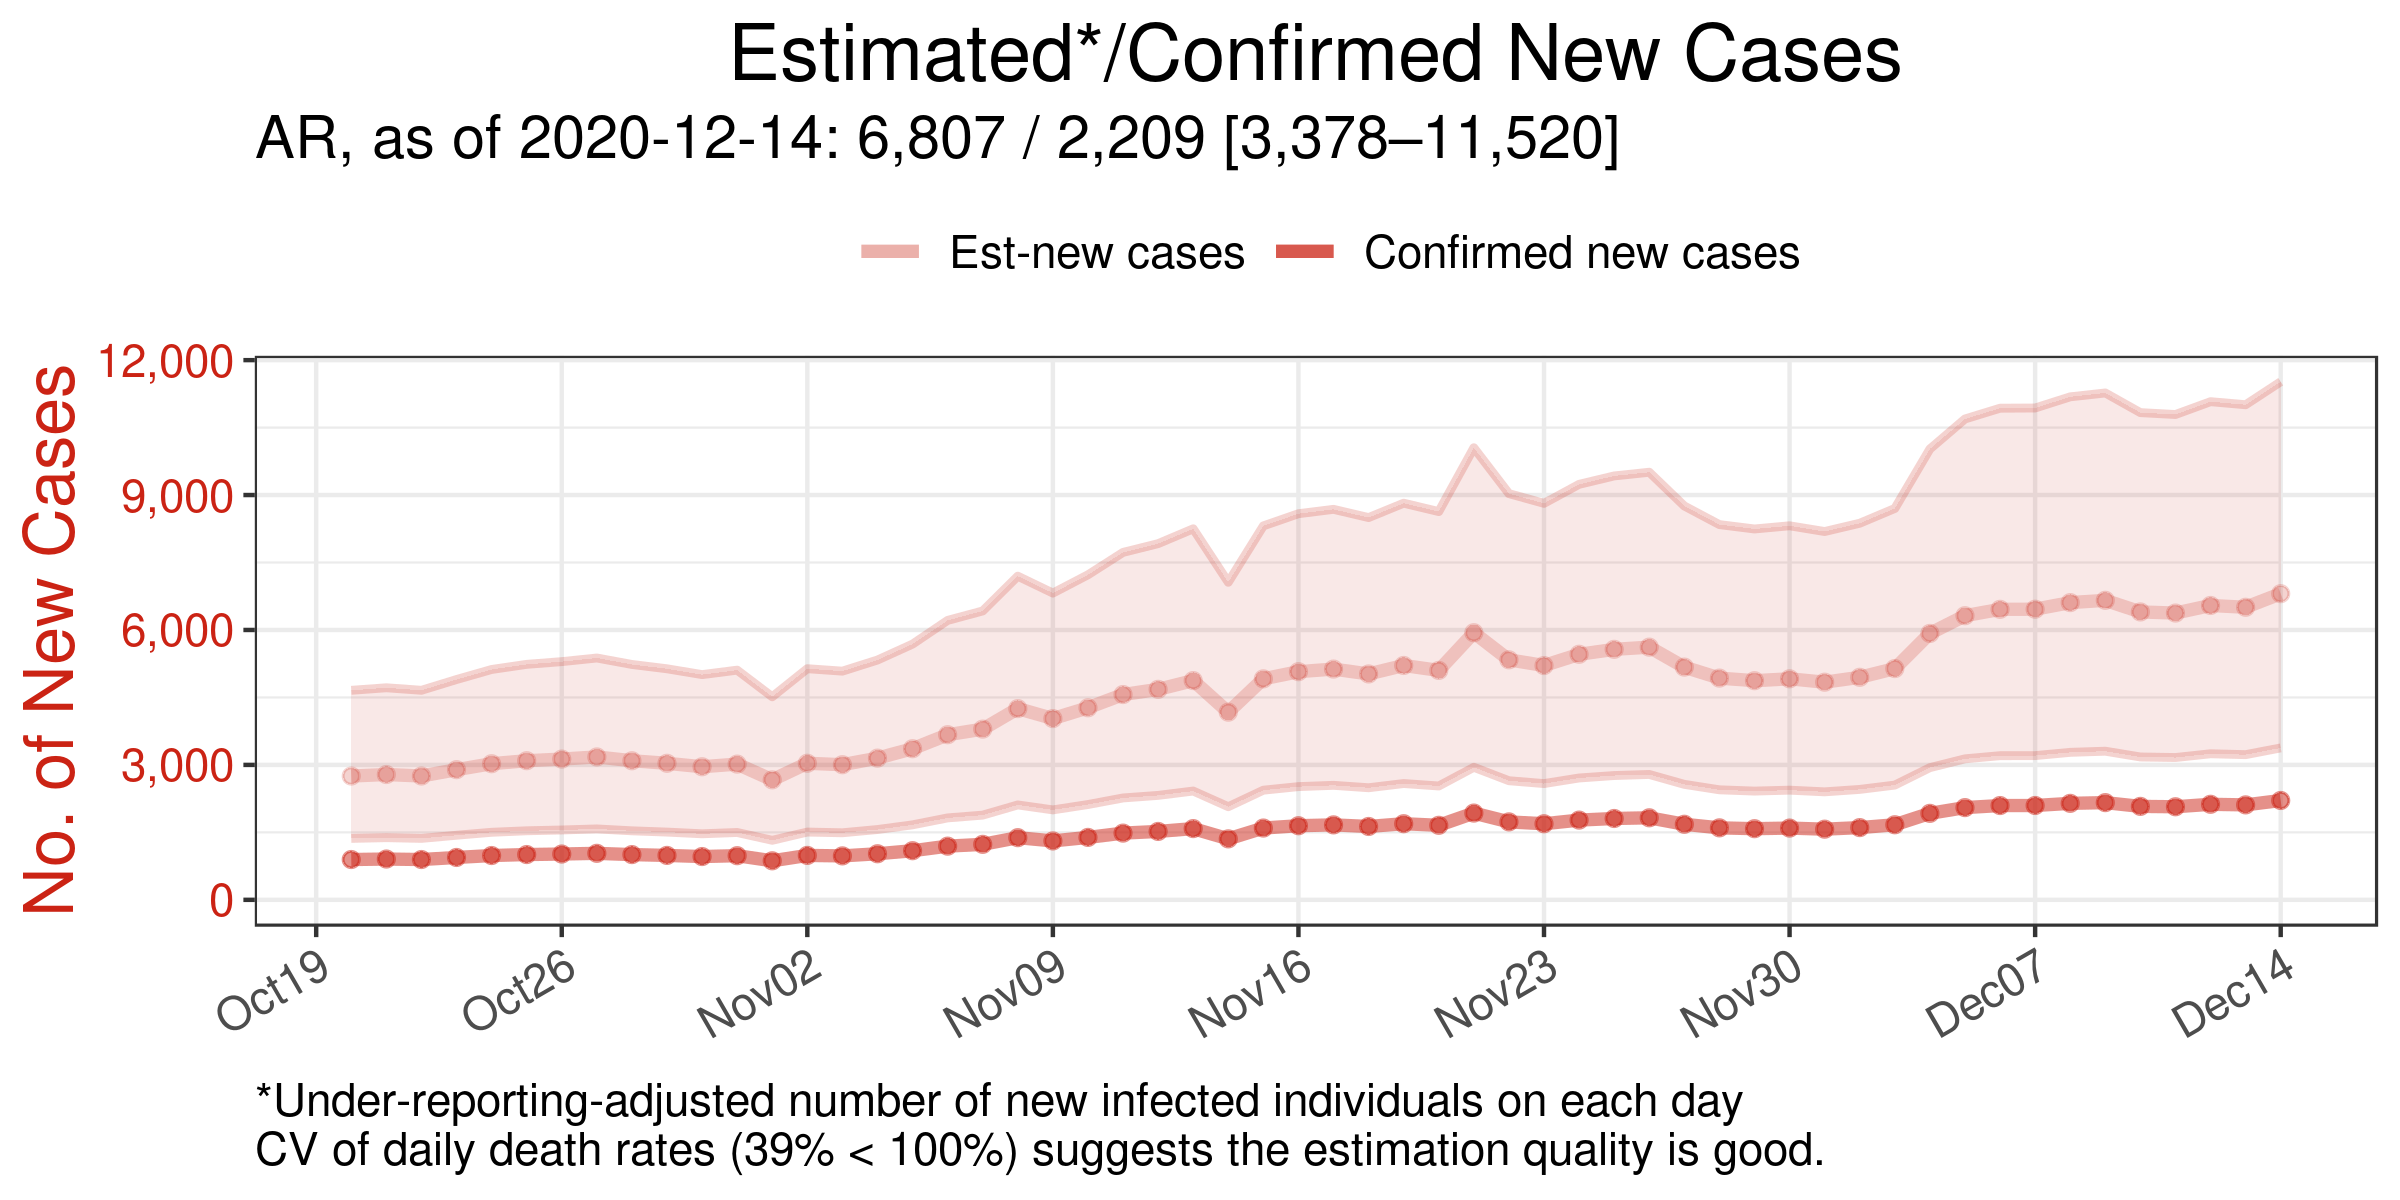 Estimated*/Confirmed New Cases
AR, as of 2020-12-14: 6,807 / 2,209 [3,378–11,520]
Est-new cases
Confirmed new cases
No. of New Cases
12,000
9,000
6,000
3,000
0
Oct19
Oct26
Nov02
Nov09
Nov16
Nov23
Nov30
Dec07
Dec14
*Under-reporting-adjusted number of new infected individuals on each day
CV of daily death rates (39% < 100%) suggests the estimation quality is good.